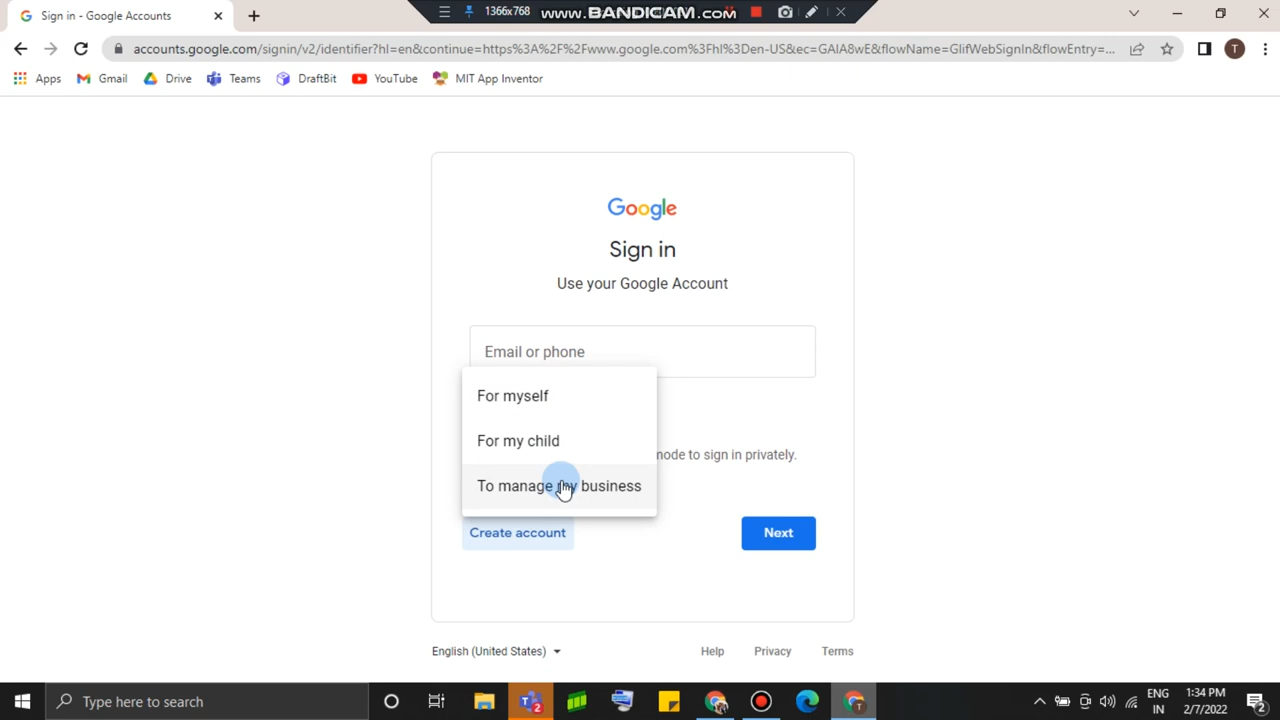 Sign in - Google Accounts
1366x768 www.BANDICAM.com
accounts.google.com/signin/v2/identifier?hl=en&continue=https%3A%2F%2Fwww.google.com%3Fhl%3Den-US&ec=GAlA8wE&flowName=GlifWebSignIn&flowEntry=...
T
Apps Gmail Drive Teams DraftBit YouTube MIT App Inventor
Google
Sign in
Use your Google Account
Email or phone
For myself
For my child
mode to sign in privately.
To manage my business
Create account Next
English (United States) Help Privacy Terms
Type here to search
2
T
ENG
IN
1:34 PM
2/7/2022
2